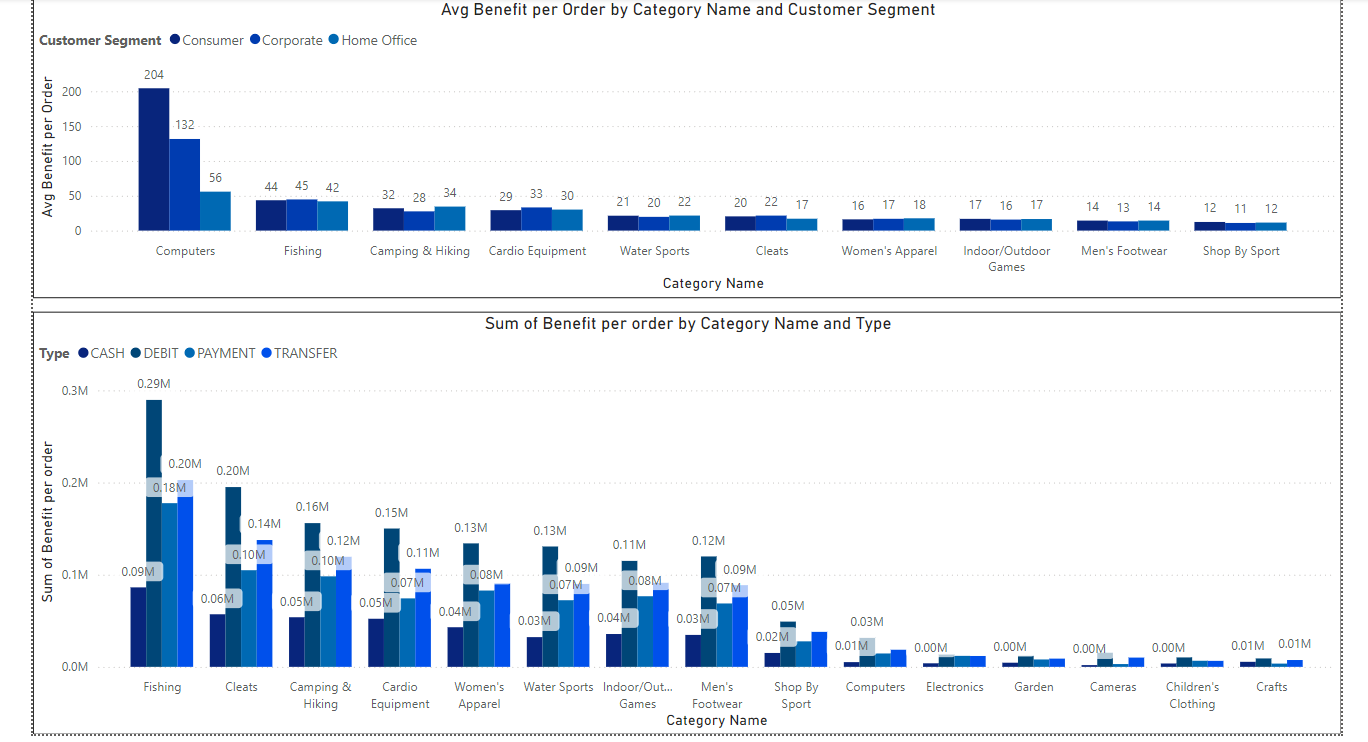 Avg Benefit per Order by Category Name and Customer Segment
Customer Segment Consumer Corporate Home Office
Avg Benefit per Order
200
150
100
50
0
204 132 56
44 45 42
32 28 34
29 33 30
21 20 22
20 22 17
16 17 18
17 16 17
14 13 14
12 11 12
Computers Fishing Camping & Hiking Cardio Equipment Water Sports Cleats Women's Apparel Indoor/Outdoor Men's Footwear Shop By Sport
Games
Category Name
Sum of Benefit per order by Category Name and Type
Type CASH DEBIT PAYMENT TRANSFER
Sum of Benefit per order
0.3M
0.2M
0.1M
0.0M
0.09M 0.29M 0.18M 0.20M
0.06M 0.20M 0.10M 0.14M
0.05M 0.16M 0.10M 0.12M
0.05M 0.15M 0.07M 0.11M
0.04M 0.13M 0.08M
0.03M 0.13M 0.07M 0.09M
0.04M 0.11M 0.08M
0.03M 0.12M 0.07M 0.09M
0.02M 0.05M
0.01M 0.03M
0.00M
0.00M
0.00M
0.00M
0.01M 0.01M
Fishing Cleats Camping & Cardio Women's Water Sports Indoor/Out... Men's Shop By Computers Electronics Garden Cameras Children's Crafts
Hiking Equipment Apparel Games Footwear Sport Clothing
Category Name